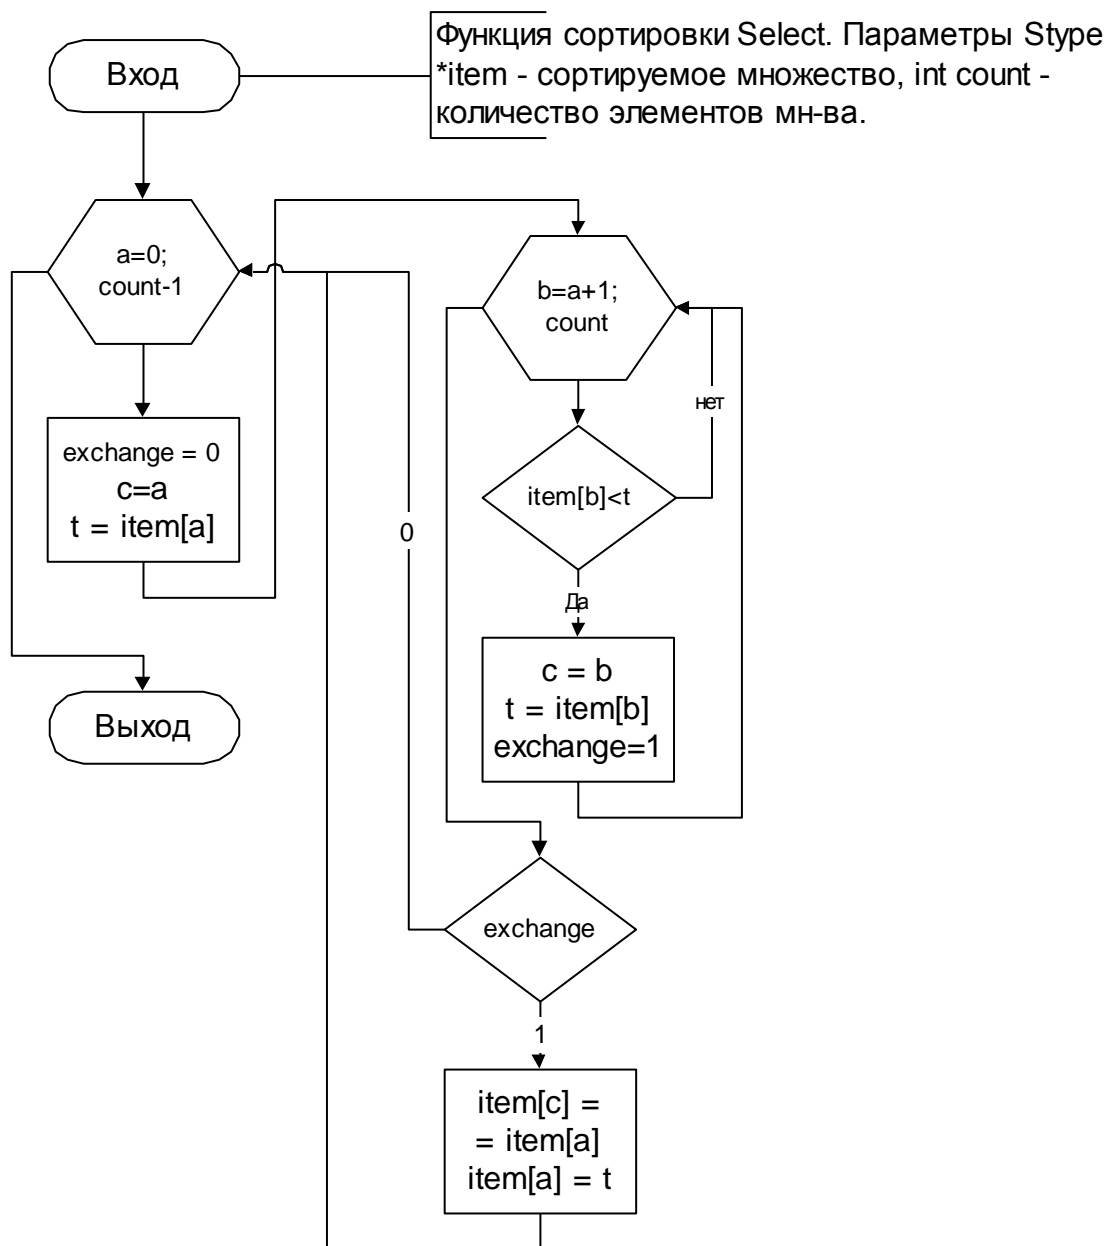 Вход
Функция сортировки Select. Параметры Stype
*item - сортируемое множество, int count -
количество элементов мн-ва.
a=0;
count-1
b=a+1;
count
нет
exchange = 0
c=a
t = item[a]
item[b]<t
0
Да
c = b
t = item[b]
exchange=1
Выход
exchange
1
item[c] =
= item[a]
item[a] = t